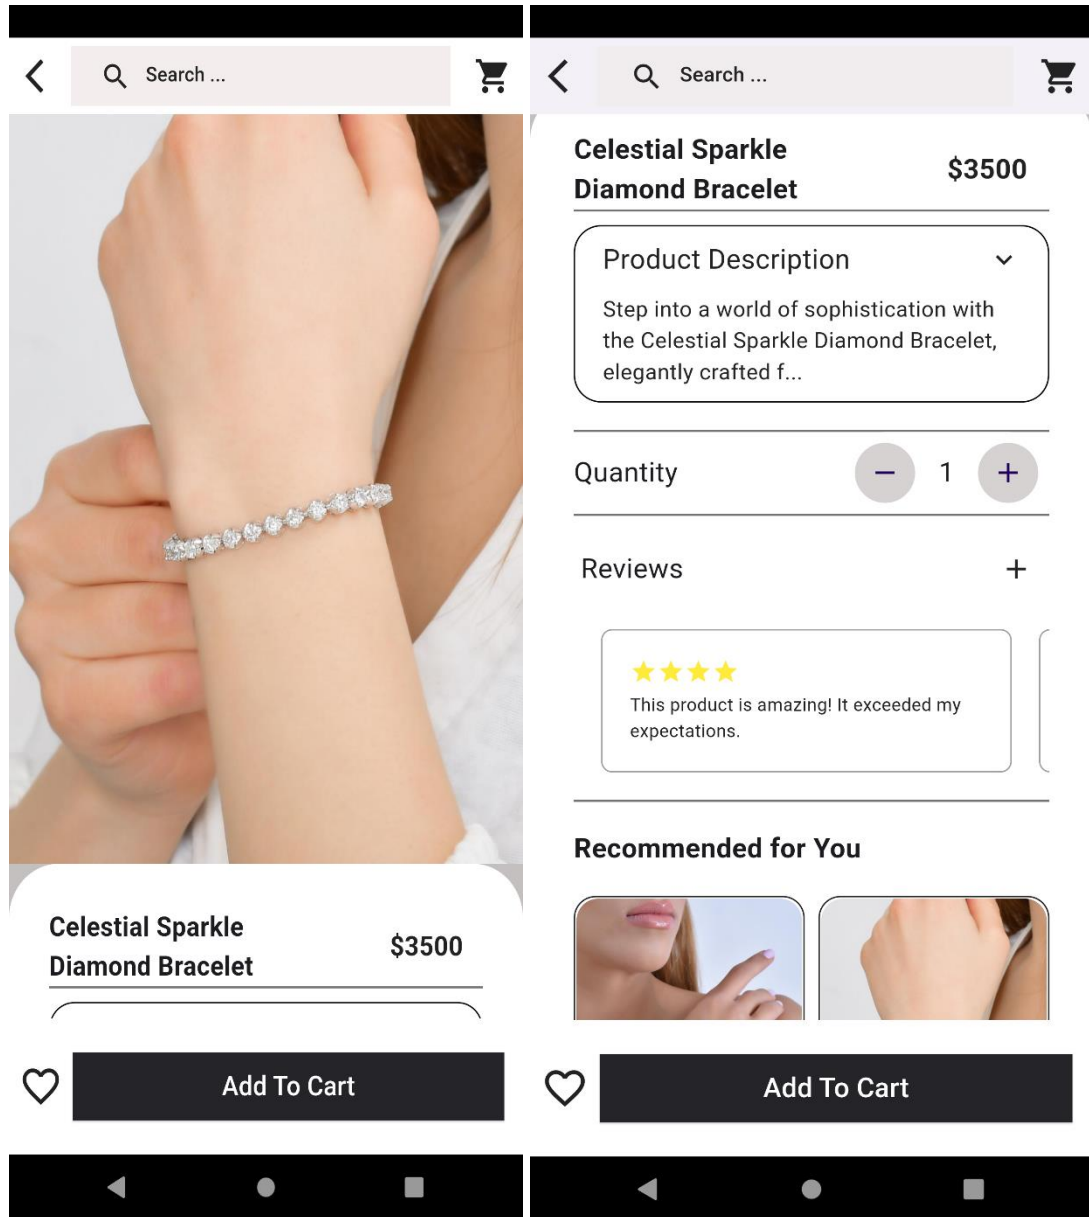 Search ...
Celestial Sparkle
Diamond Bracelet
$3500
Add To Cart
Search ...
Celestial Sparkle
Diamond Bracelet
$3500
Product Description
Step into a world of sophistication with
the Celestial Sparkle Diamond Bracelet,
elegantly crafted f...
Quantity
1
Reviews
This product is amazing! It exceeded my
expectations.
Recommended for You
Add To Cart